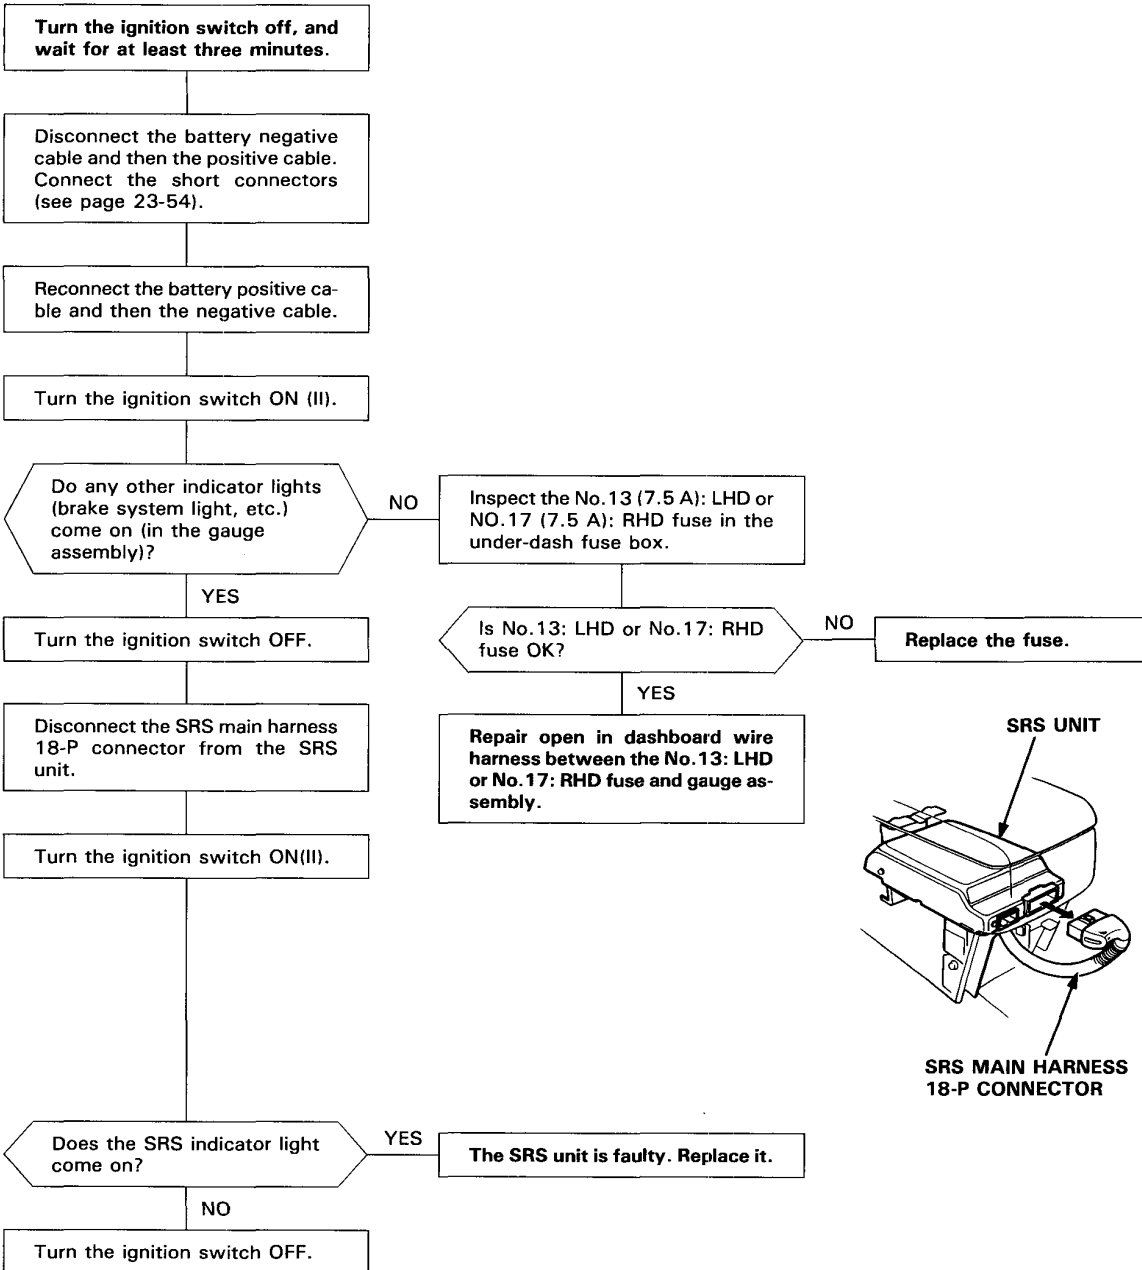 Turn the ignition switch off, and
wait for at least three minutes.
Disconnect the battery negative
cable and then the positive cable.
Connect the short connectors
(see page 23-54).
Reconnect the battery positive ca-
ble and then the negative cable.
Turn the ignition switch ON (II).
Do any other indicator lights
(brake system light, etc.)
come on (in the gauge
assembly)?
NO
Inspect the No.13 (7.5 A): LHD or
NO.17 (7.5 A): RHD fuse in the
under-dash fuse box.
YES
Is No.13: LHD or No.17: RHD
fuse OK?
NO
Replace the fuse.
YES
Repair open in dashboard wire
harness between the No.13: LHD
or No.17: RHD fuse and gauge as-
sembly.
Turn the ignition switch OFF.
Disconnect the SRS main harness
18-P connector from the SRS
unit.
Turn the ignition switch ON(II).
SRS UNIT
SRS MAIN HARNESS
18-P CONNECTOR
Does the SRS indicator light
come on?
YES
The SRS unit is faulty. Replace it.
NO
Turn the ignition switch OFF.